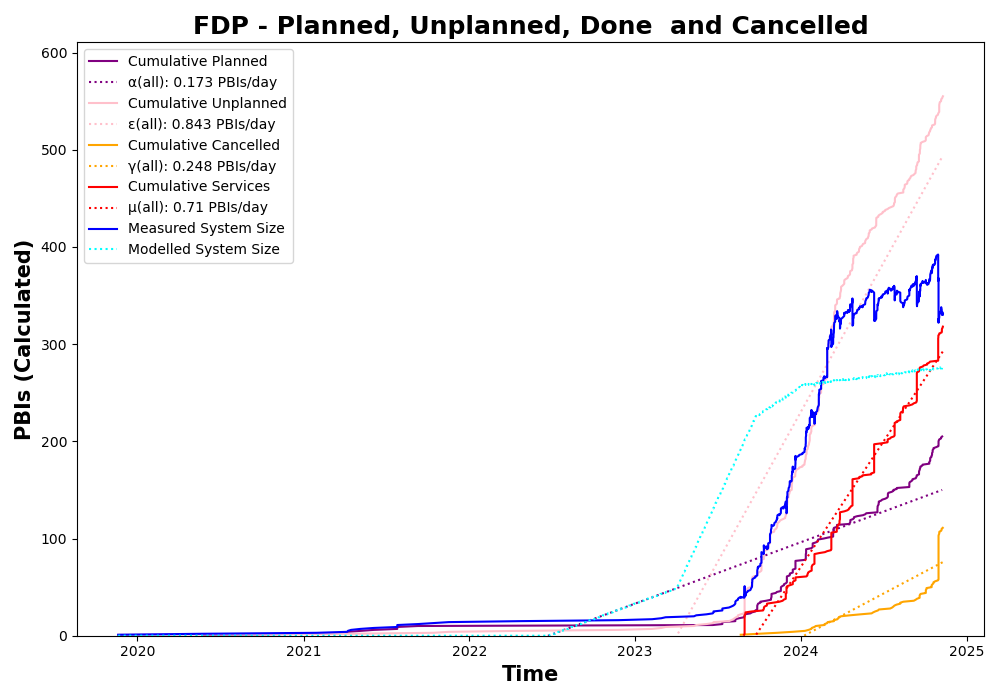 FDP - Planned, Unplanned, Done  and Cancelled
PBIs (Calculated)
600
500
400
300
200
100
0
Cumulative Planned
α(all): 0.173 PBIs/day
Cumulative Unplanned
ε(all): 0.843 PBIs/day
Cumulative Cancelled
γ(all): 0.248 PBIs/day
Cumulative Services
μ(all): 0.71 PBIs/day
Measured System Size
Modelled System Size
2020 2021 2022 2023 2024 2025
Time